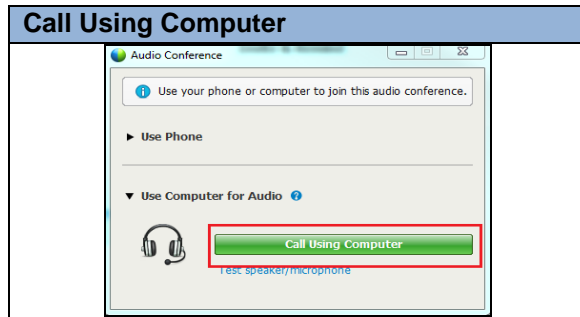 Call Using Computer
Audio Conference
Use your phone or computer to join this audio conference.
Use Phone
Use Computer for Audio
Call Using Computer
Test speaker/microphone